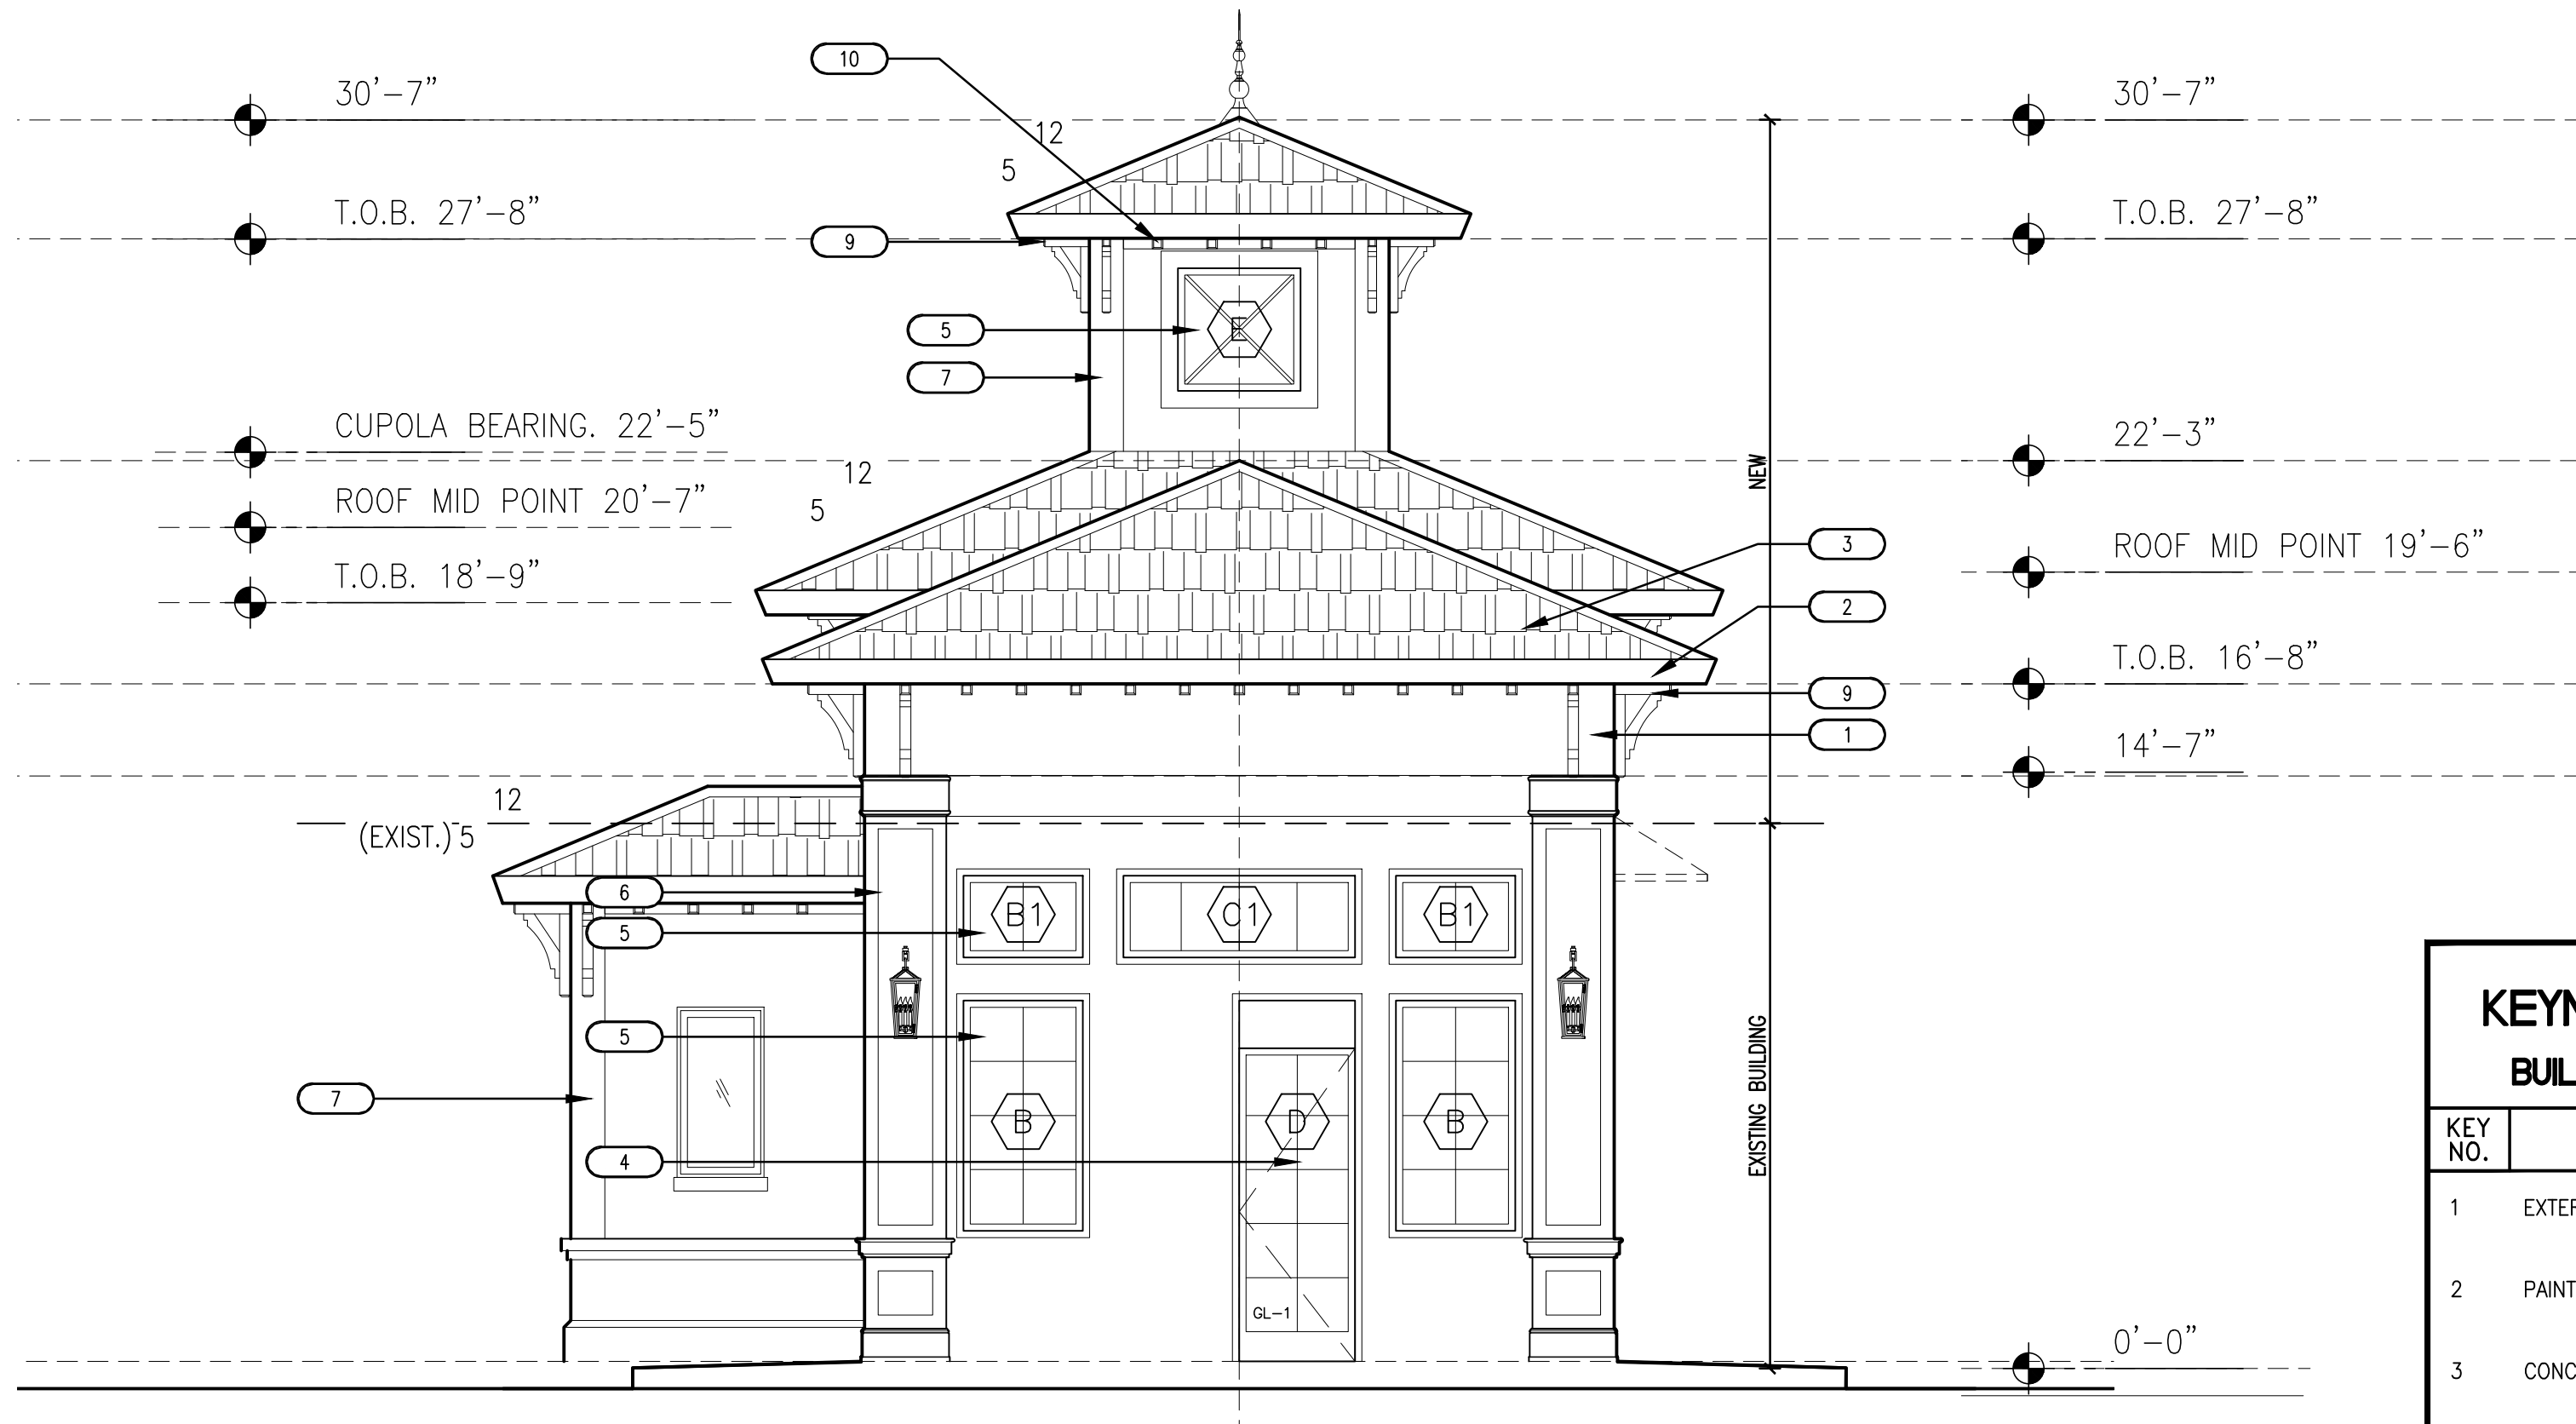 10
30'-7"
30'-7"
12
5
T.O.B. 27'-8"
T.O.B. 27'-8"
9
5
E
7
CUPOLA BEARING. 22'-5"
22'-3"
12
5
NEW
ROOF MID POINT 20'-7"
ROOF MID POINT 19'-6"
3
T.O.B. 18'-9"
2
T.O.B. 16'-8"
9
1
14'-7"
12
(EXIST.) 5
6
5
B1
C1
B1
5
EXISTING BUILDING
7
B
D
B
4
GL-1
0'-0"
KEYN
BUIL
KEY
NO.
1 EXTER
2 PAINT
3 CONC